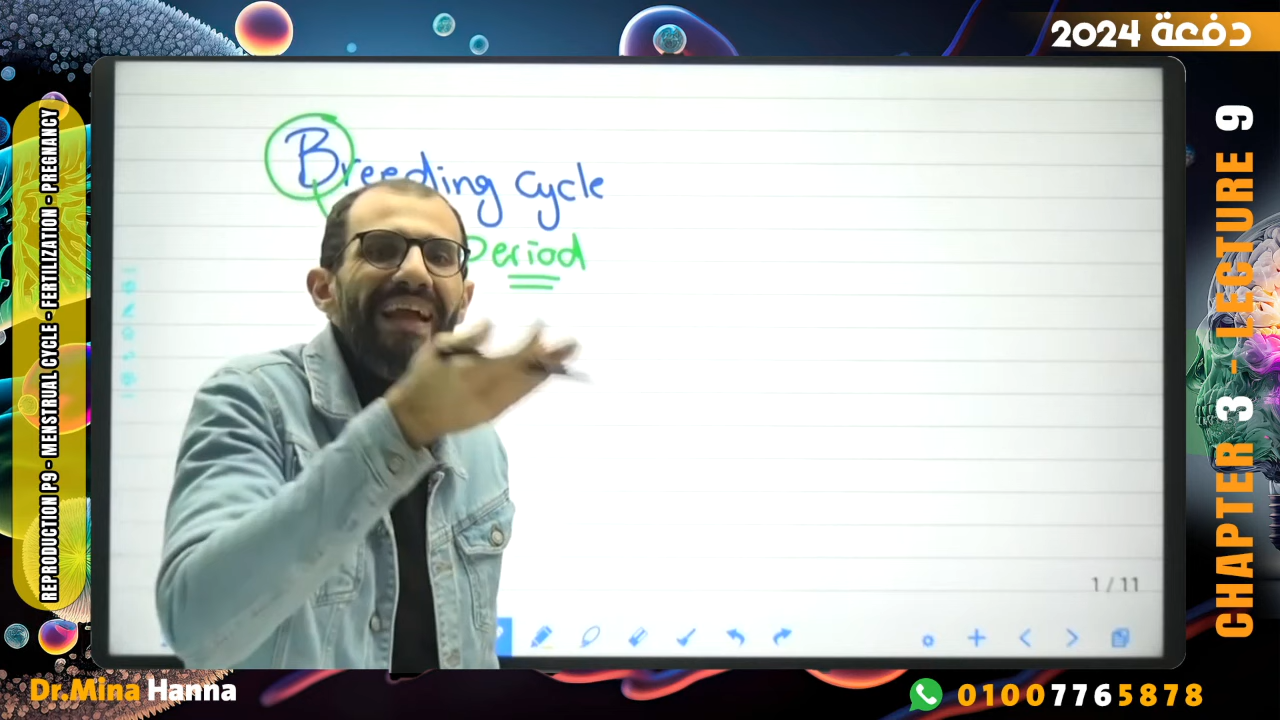 دفعة 2024
REPRODUCTION P9 - MENSTRUAL CYCLE - FERTILIZATION - PREGNANCY
Breeding Cycle
Period
1 / 11
CHAPTER 3 - LECTURE 9
Dr.Mina Hanna
01007765878